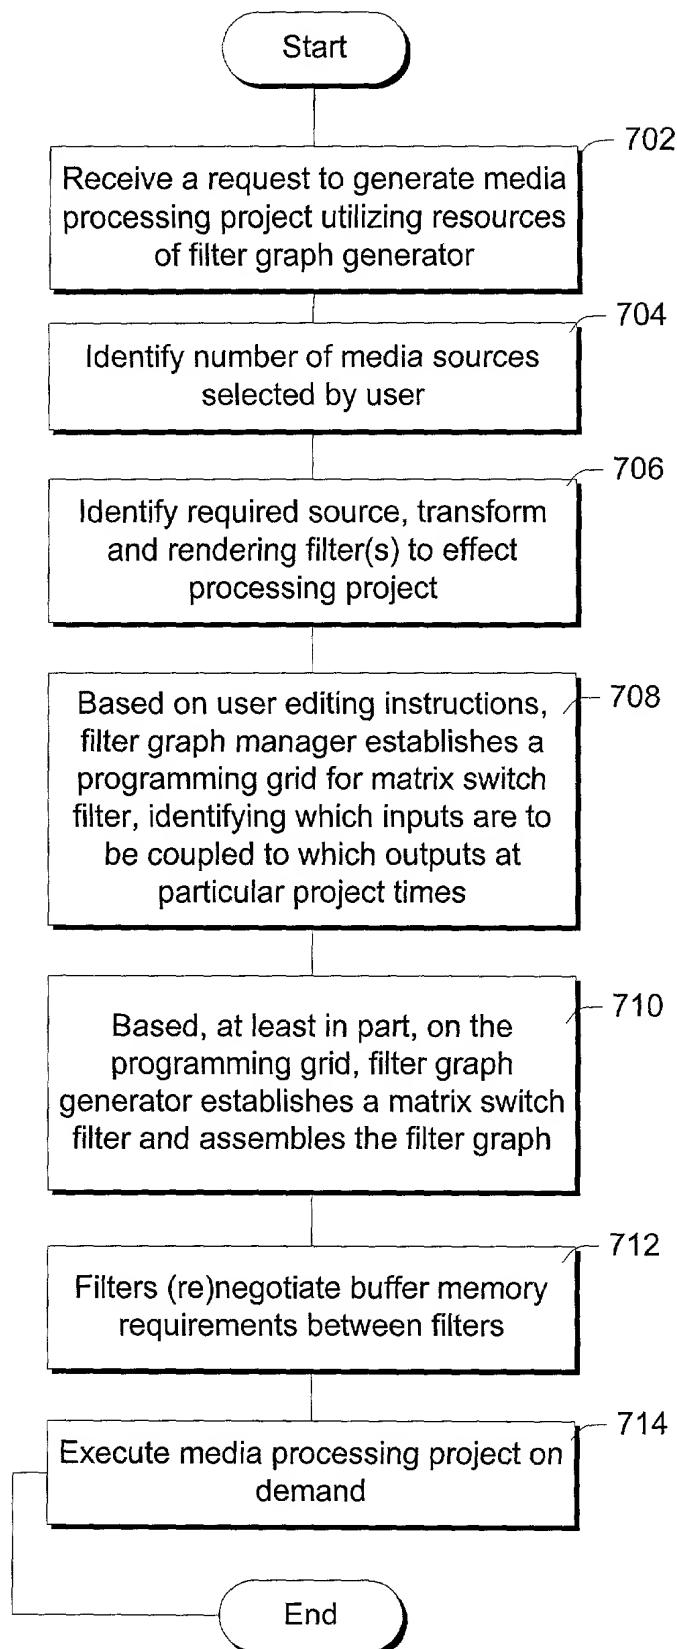 Start
702
Receive a request to generate media
processing project utilizing resources
of filter graph generator
704
Identify number of media sources
selected by user
706
Identify required source, transform
and rendering filter(s) to effect
processing project
708
Based on user editing instructions,
filter graph manager establishes a
programming grid for matrix switch
filter, identifying which inputs are to
be coupled to which outputs at
particular project times
710
Based, at least in part, on the
programming grid, filter graph
generator establishes a matrix switch
filter and assembles the filter graph
712
Filters (re)negotiate buffer memory
requirements between filters
714
Execute media processing project on
demand
End